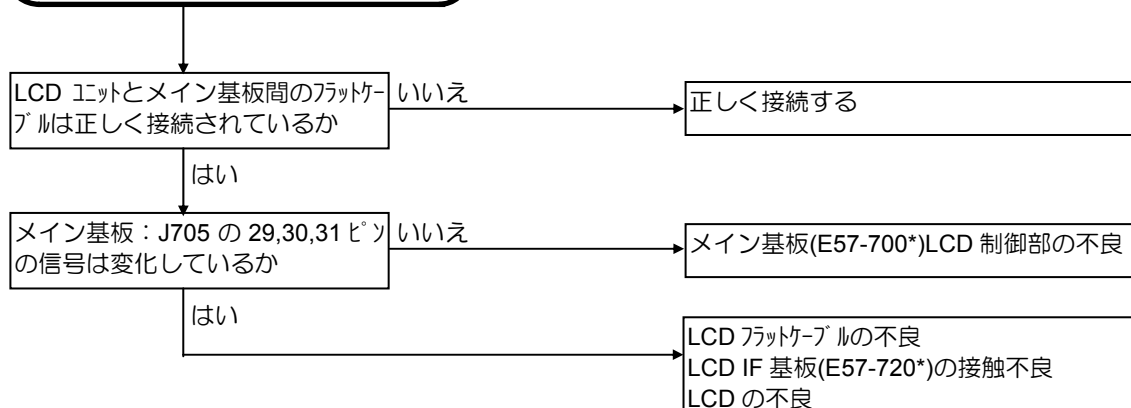 LCD ﾕﾆｯﾄとメイン基板間のﾌﾗｯﾄｹｰ
ﾌﾞﾙは正しく接続されているか
いいえ
正しく接続する
はい
メイン基板：J705 の 29,30,31 ﾋﾟﾝ
の信号は変化しているか
いいえ
メイン基板(E57-700*)LCD 制御部の不良
はい
LCD ﾌﾗｯﾄｹｰﾌﾞﾙの不良
LCD IF 基板(E57-720*)の接触不良
LCD の不良